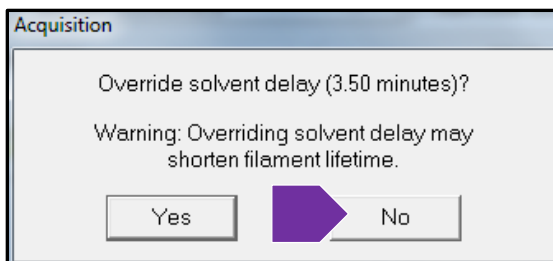 Acquisition
Override solvent delay (3.50 minutes)?
Warning: Overriding solvent delay may
shorten filament lifetime.
Yes
No